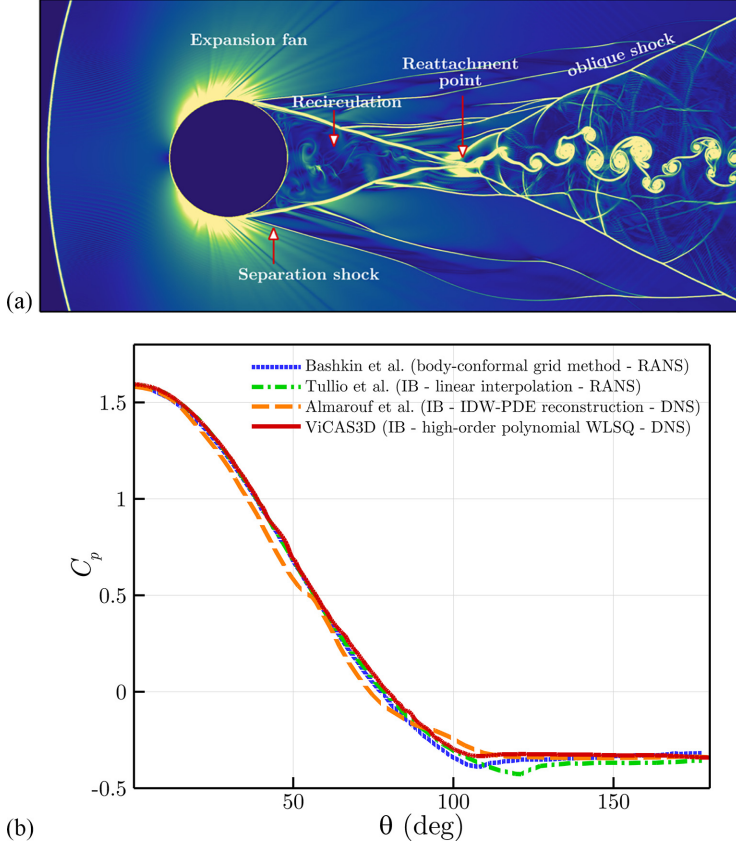 Expansion fan
Reattachment
point
oblique shock
Recirculation
Separation shock
(a)
Bashkin et al. (body-conformal grid method - RANS)
Tullio et al. (IB - linear interpolation - RANS)
Almarouf et al. (IB - IDW-PDE reconstruction - DNS)
ViCAS3D (IB - high-order polynomial WLSQ - DNS)
1.5
1
0.5
0
-0.5
C_p
50
100
150
θ (deg)
(b)